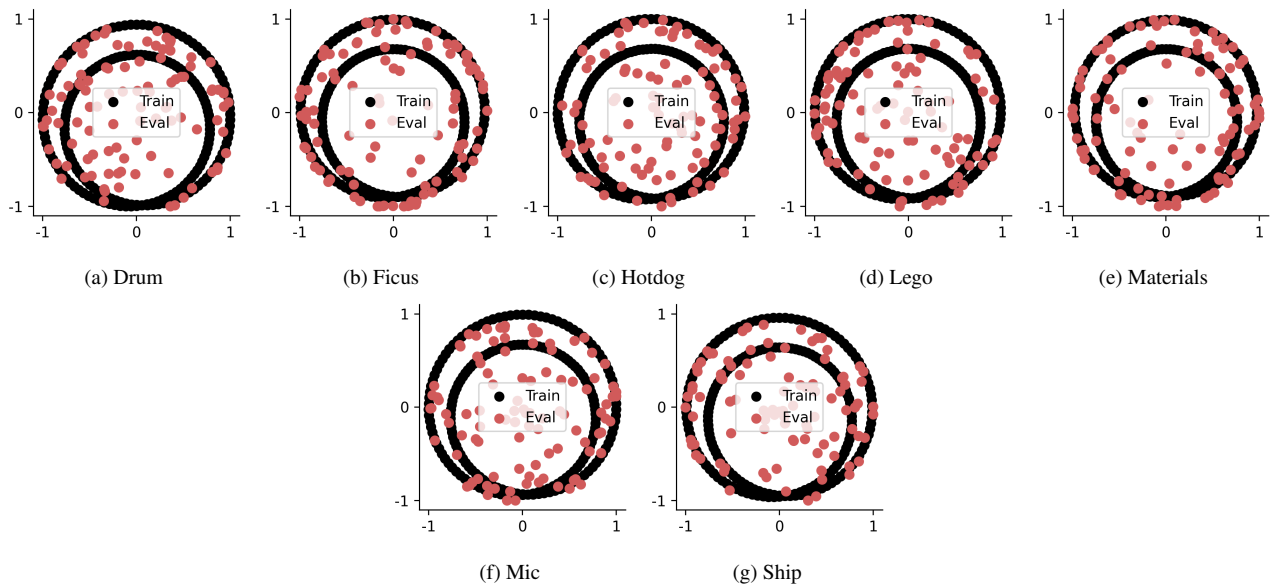 1
0
-1
-1 0 1
Train
Eval
(a) Drum
1
0
-1
-1 0 1
Train
Eval
(b) Ficus
1
0
-1
-1 0 1
Train
Eval
(c) Hotdog
1
0
-1
-1 0 1
Train
Eval
(d) Lego
1
0
-1
-1 0 1
Train
Eval
(e) Materials
1
0
-1
-1 0 1
Train
Eval
(f) Mic
1
0
-1
-1 0 1
Train
Eval
(g) Ship